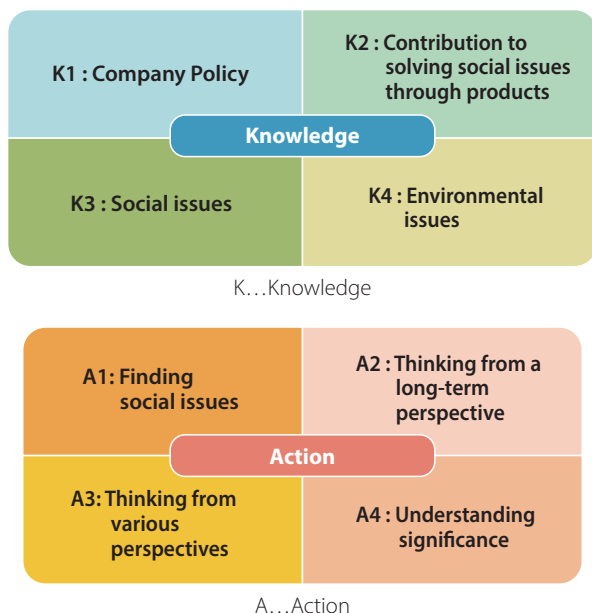 K1 : Company Policy
K2 : Contribution to
solving social issues
through products
Knowledge
K3 : Social issues
K4 : Environmental
issues
K…Knowledge
A1: Finding
social issues
A2 : Thinking from a
long-term
perspective
Action
A3: Thinking from
various
perspectives
A4 : Understanding
significance
A…Action